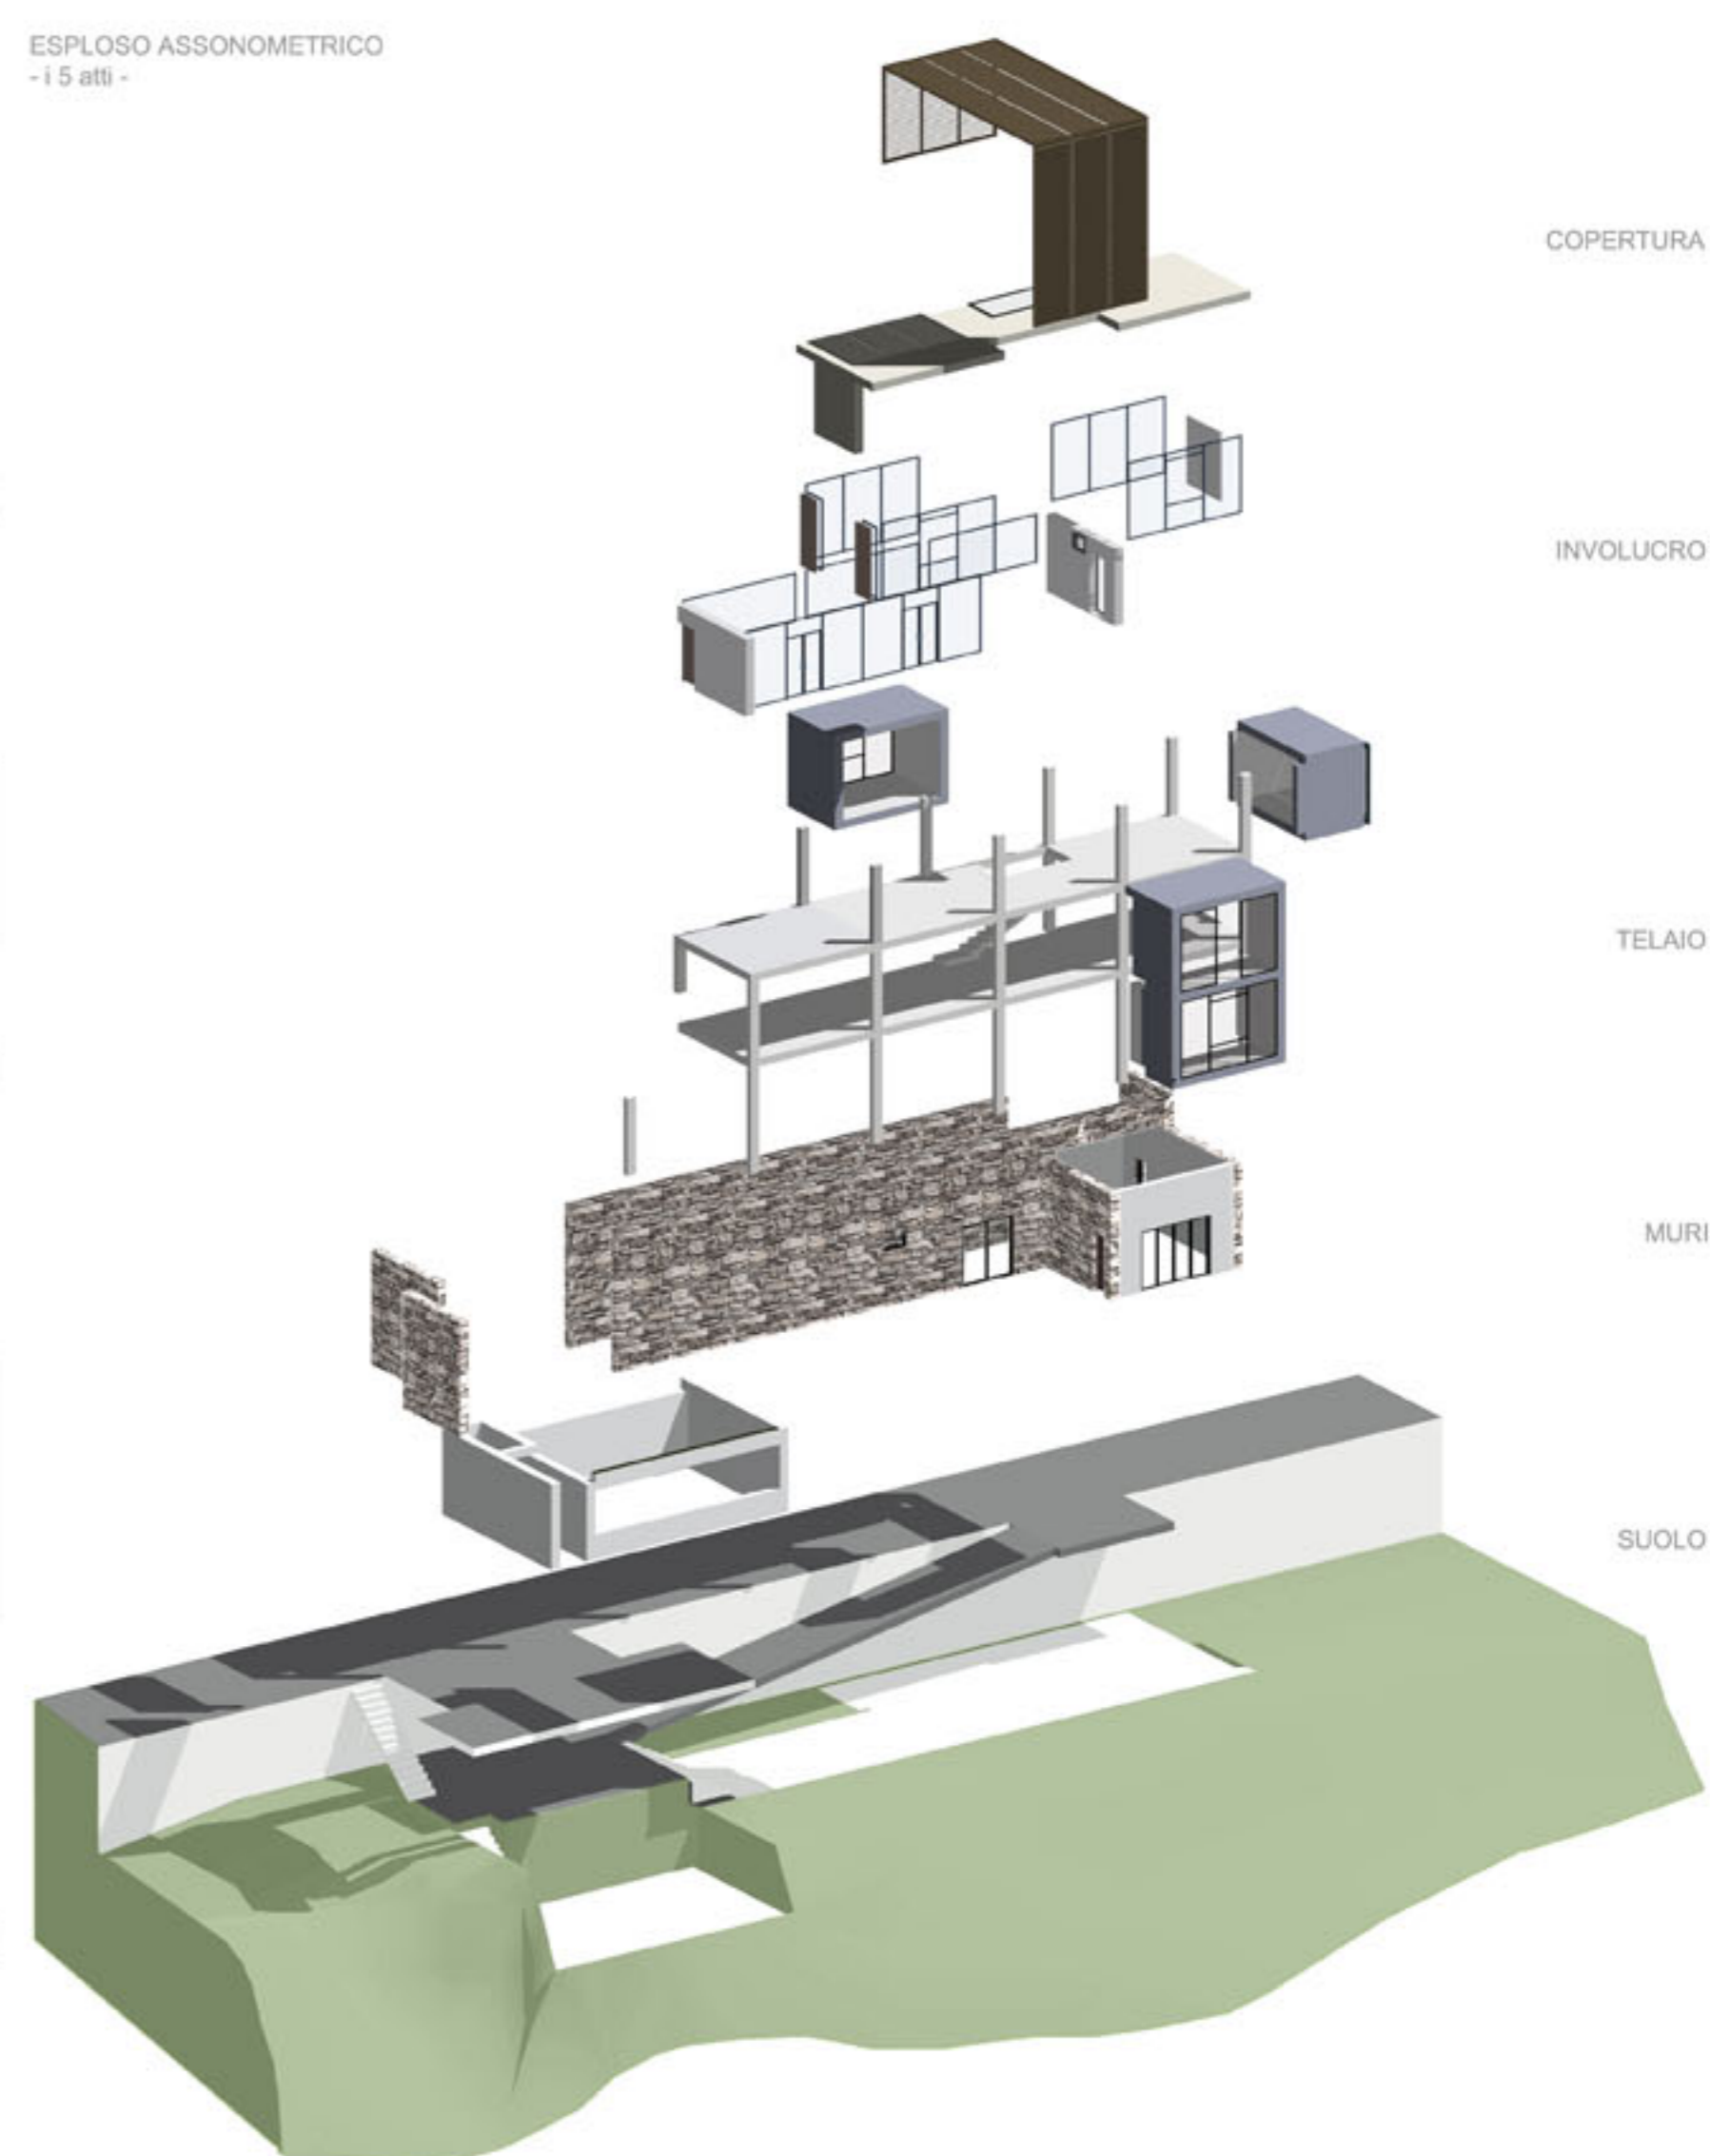 ESPLOSO ASSONOMETRICO
- i 5 atti -
COPERTURA
INVOLUCRO
TELAIO
MURI
SUOLO